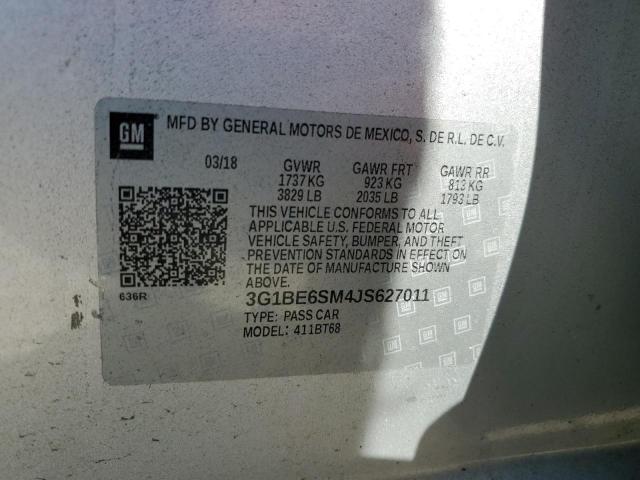 GM MFD BY GENERAL MOTORS DE MEXICO, S. DE R.L. DE C.V.
03/18 GVWR GAWR FRT GAWR RR
1737 KG 923 KG 813 KG
3829 LB 2035 LB 1793 LB
THIS VEHICLE CONFORMS TO ALL
APPLICABLE U.S. FEDERAL MOTOR
VEHICLE SAFETY, BUMPER, AND THEFT
PREVENTION STANDARDS IN EFFECT
ON THE DATE OF MANUFACTURE SHOWN
ABOVE.
636R 3G1BE6SM4JS627011
TYPE: PASS CAR
MODEL: 411BT68